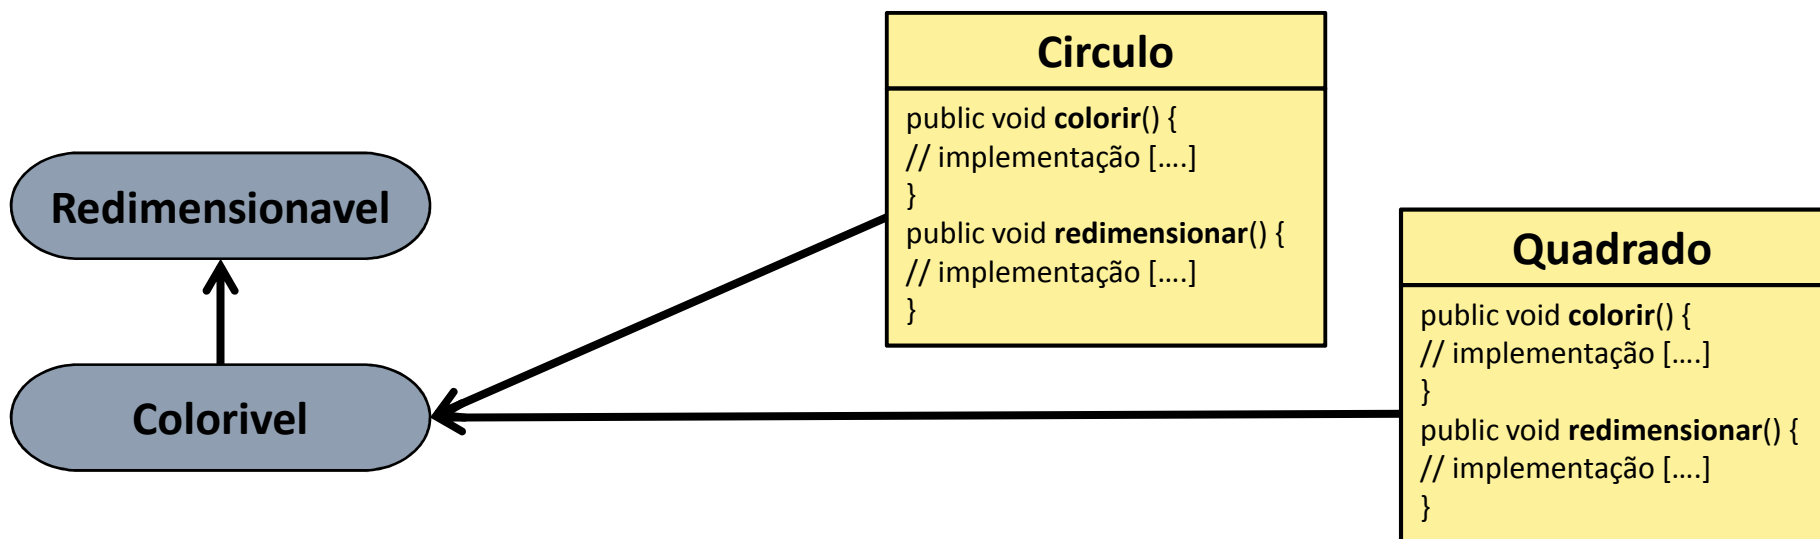 Redimensionavel
Colorivel
Circulo
public void colorir() {
// implementação [....]
}
public void redimensionar() {
// implementação [....]
}
Quadrado
public void colorir() {
// implementação [....]
}
public void redimensionar() {
// implementação [....]
}